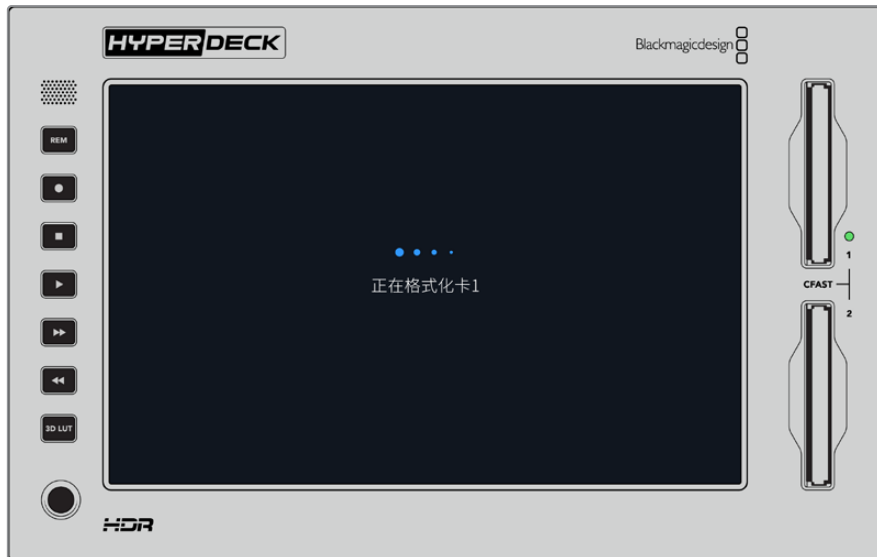 HYPERDECK
Blackmagicdesign
REM
3D LUT
正在格式化卡1
1
CFAST
2
HDR